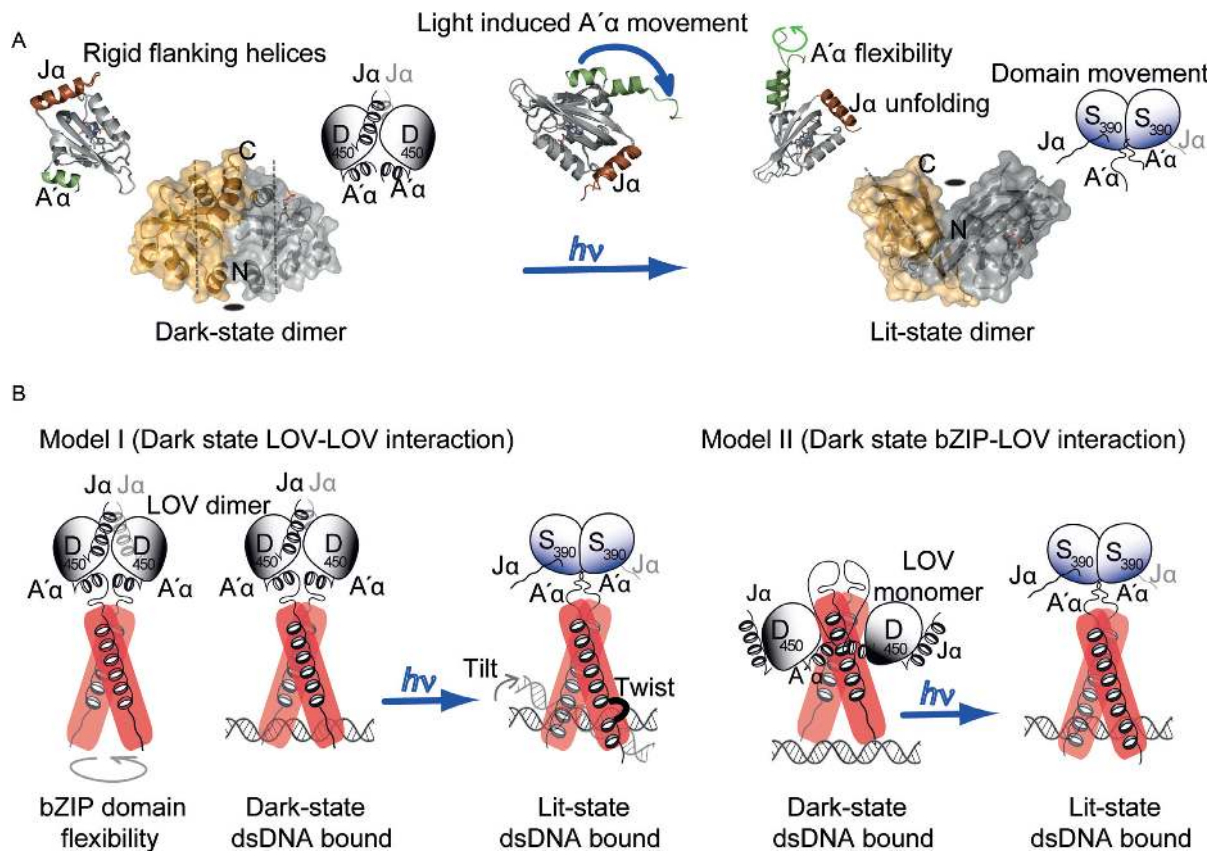 A
Rigid flanking helices
Jα
A´α
Jα Jα
D 450 D 450
A´α A´α
C
N
Dark-state dimer
Light induced A´α movement
Jα
hν
A´α flexibility
Jα unfolding
Domain movement
S390 S390
Jα Jα
A´α A´α
C
N
Lit-state dimer
B
Model I (Dark state LOV-LOV interaction)
Jα Jα
LOV dimer
D 450 D 450
A´α A´α
bZIP domain
flexibility
Jα Jα
D 450 D 450
A´α A´α
Dark-state
dsDNA bound
hν
S390 S390
Jα Jα
A´α A´α
Tilt
Twist
Lit-state
dsDNA bound
Model II (Dark state bZIP-LOV interaction)
LOV
monomer
Jα
D 450 D 450
Jα
A´α
Dark-state
dsDNA bound
hν
S390 S390
Jα Jα
A´α A´α
Lit-state
dsDNA bound